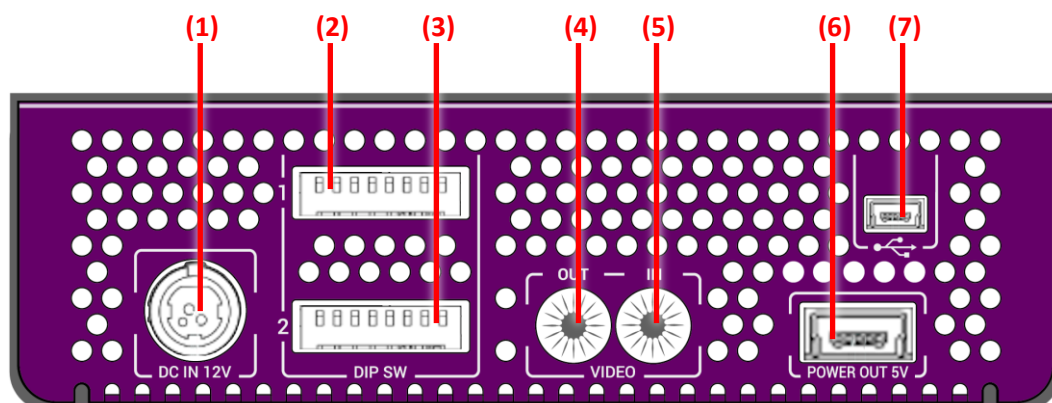 (1) (2) (3) (4) (5) (6) (7)
1
OUT IN
2
DC IN 12V DIP SW VIDEO POWER OUT 5V